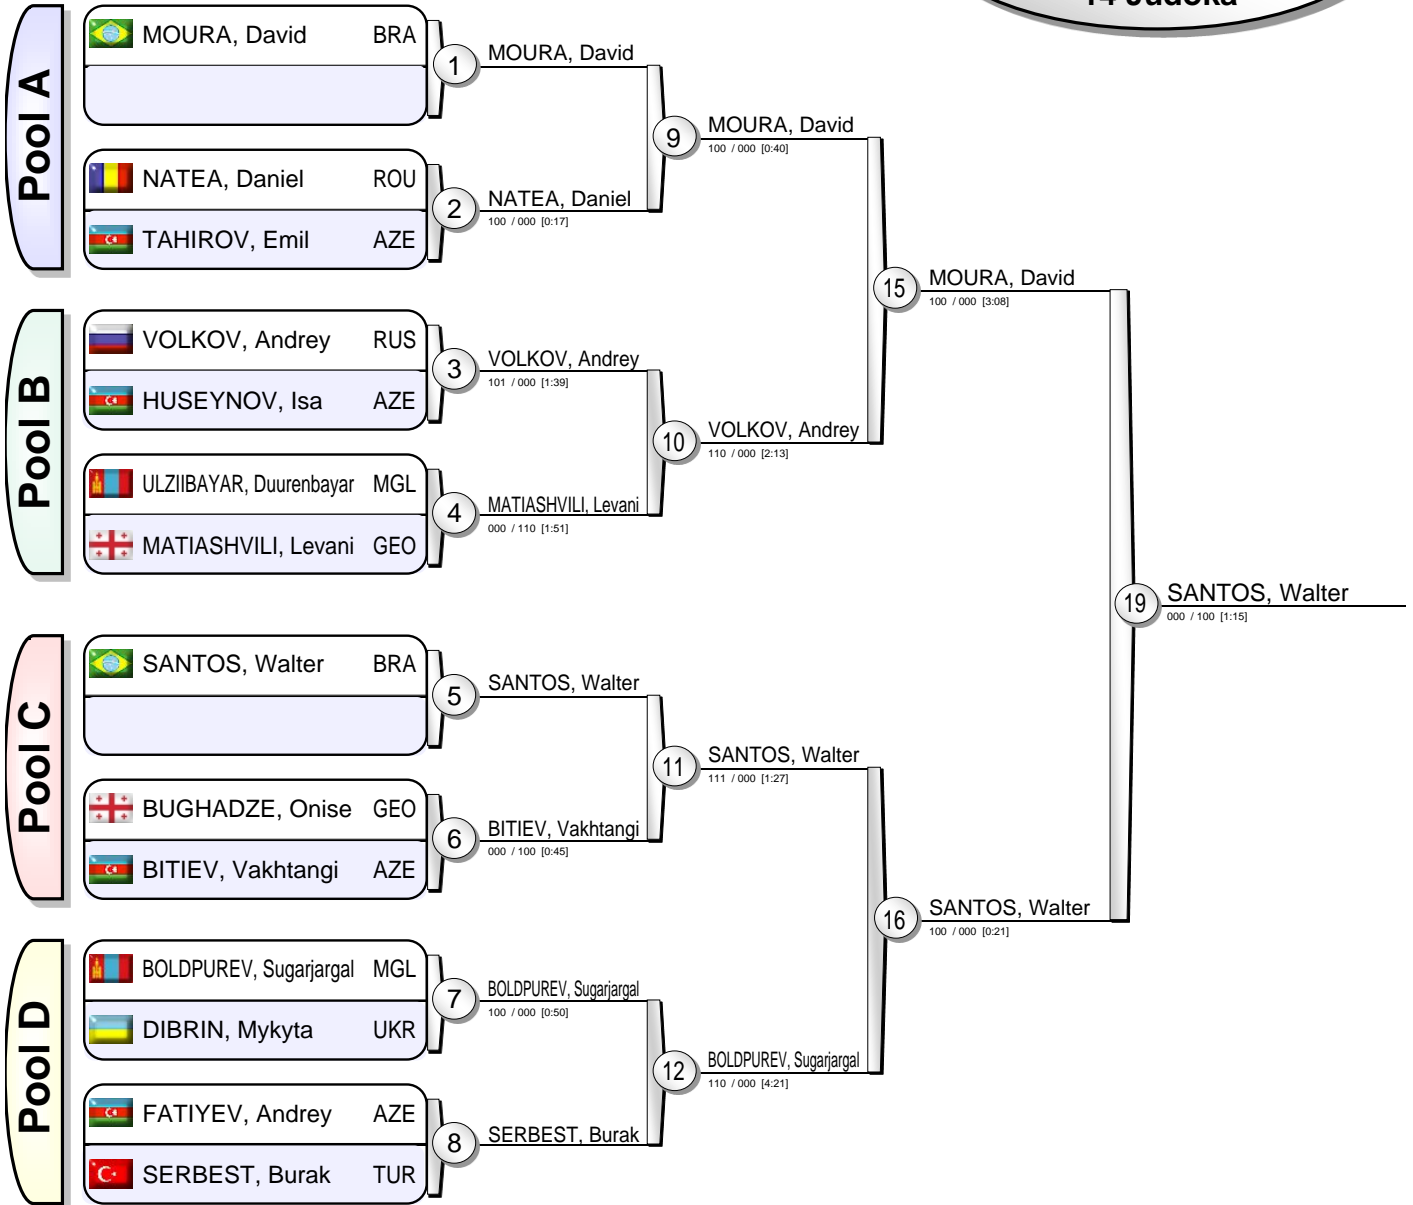 14 Judoka
Pool A
MOURA, David BRA
1
MOURA, David
NATEA, Daniel ROU
TAHIROV, Emil AZE
2
NATEA, Daniel
100 / 000 [0:17]
9
MOURA, David
100 / 000 [0:40]
Pool B
VOLKOV, Andrey RUS
HUSEYNOV, Isa AZE
3
VOLKOV, Andrey
101 / 000 [1:39]
ULZIIBAYAR, Duurenbayar MGL
MATIASHVILI, Levani GEO
4
MATIASHVILI, Levani
000 / 110 [1:51]
10
VOLKOV, Andrey
110 / 000 [2:13]
15
MOURA, David
100 / 000 [3:08]
Pool C
SANTOS, Walter BRA
5
SANTOS, Walter
BUGHADZE, Onise GEO
BITIEV, Vakhtangi AZE
6
BITIEV, Vakhtangi
000 / 100 [0:45]
11
SANTOS, Walter
111 / 000 [1:27]
Pool D
BOLDPUREV, Sugarjargal MGL
DIBRIN, Mykyta UKR
7
BOLDPUREV, Sugarjargal
100 / 000 [0:50]
FATIYEV, Andrey AZE
SERBEST, Burak TUR
8
SERBEST, Burak
12
BOLDPUREV, Sugarjargal
110 / 000 [4:21]
16
SANTOS, Walter
100 / 000 [0:21]
19
SANTOS, Walter
000 / 100 [1:15]